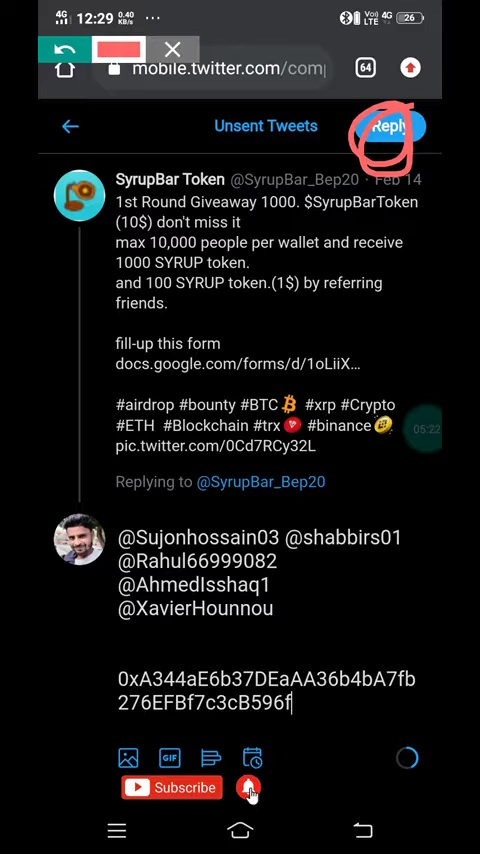 4G 12:29 0.40 KB/s ... Vo) LTE 4G 26
mobile.twitter.com/comp 64
Unsent Tweets Reply
SyrupBar Token @SyrupBar_Bep20 · Feb 14
1st Round Giveaway 1000. $SyrupBarToken
(10$) don't miss it
max 10,000 people per wallet and receive
1000 SYRUP token.
and 100 SYRUP token.(1$) by referring
friends.
fill-up this form
docs.google.com/forms/d/1oLiiX…
#airdrop #bounty #BTC #xrp #Crypto
#ETH #Blockchain #trx #binance
05:22
pic.twitter.com/0Cd7RCy32L
Replying to @SyrupBar_Bep20
@Sujonhossain03 @shabbirs01
@Rahul66999082
@AhmedIsshaq1
@XavierHounnou
0xA344aE6b37DEaAA36b4bA7fb
276EFBf7c3cB596f
GIF
Subscribe